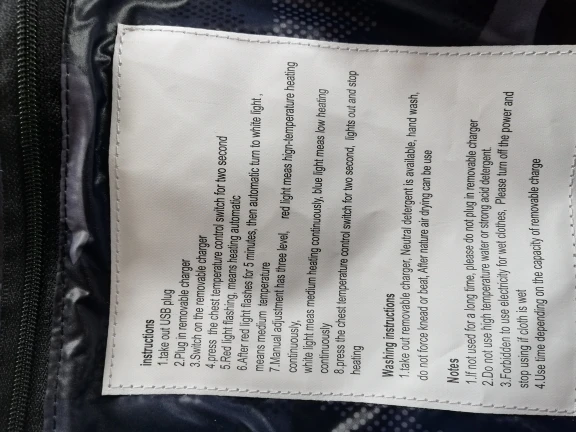 instructions
1.take out USB plug
2.Plug in removable charger
3.Switch on the removable charger
4.press the chest temperature control switch for two second
5.Red light flashing, means heating automatic
6.After red light flashes for 5 minutes, then automatic turn to white light ,
means medium temperature
7.Manual adjustment has three level, red light meas hign-temperature heating
continuously,
white light meas medium heating continuously, blue light meas low heating
continuously
8.press the chest temperature control switch for two second, lights out and stop
heating
Washing instructions
1.take out removable charger, Neutral detergent is available, hand wash,
do not force knead or beat, After nature air drying can be use
Notes
1.If not used for a long time, please do not plug in removable charger
2.Do not use high temperature water or strong acid detergent.
3.Forbidden to use electricity for wet clothes, Please turn off the power and
stop using if cloth is wet
4.Use time depending on the capacity of removable charge